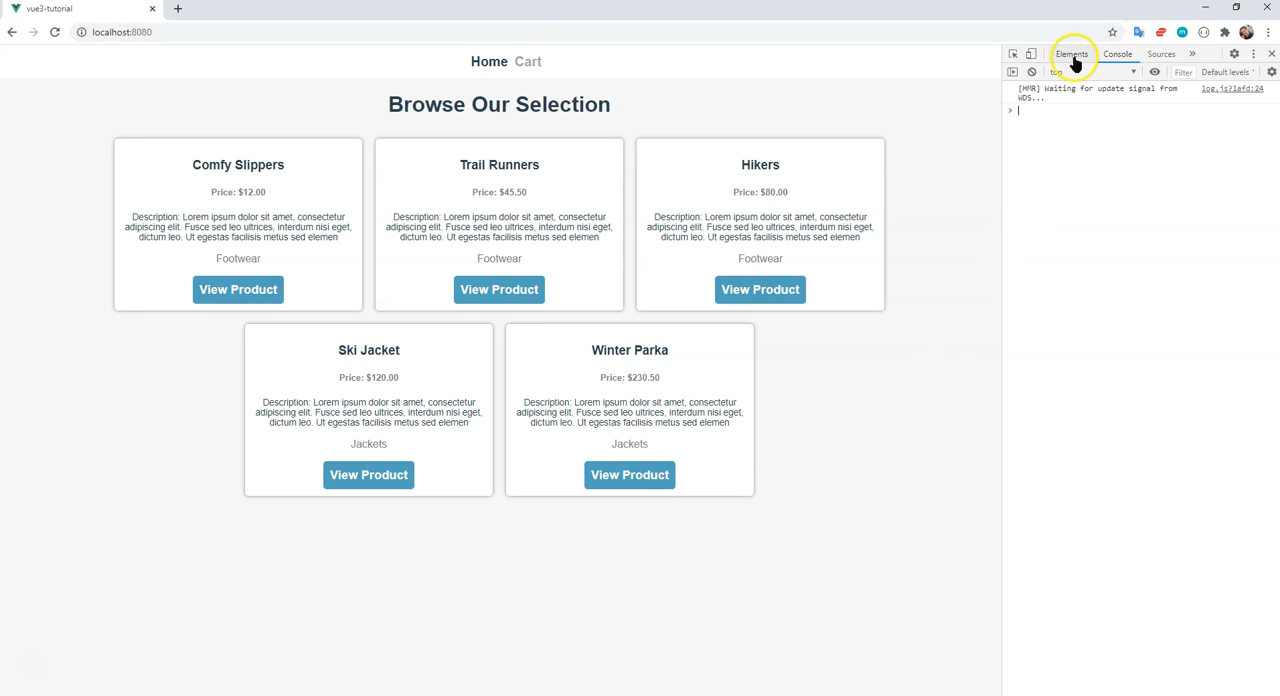 vue3-tutorial
localhost:8080
Home Cart
Elements Console Sources »
top Filter Default levels
[HMR] Waiting for update signal from log.js?1afd:24
WDS...
Browse Our Selection
Comfy Slippers
Price: $12.00
Description: Lorem ipsum dolor sit amet, consectetur
adipiscing elit. Fusce sed leo ultrices, interdum nisi eget,
dictum leo. Ut egestas facilisis metus sed elemen
Footwear
View Product
Trail Runners
Price: $45.50
Description: Lorem ipsum dolor sit amet, consectetur
adipiscing elit. Fusce sed leo ultrices, interdum nisi eget,
dictum leo. Ut egestas facilisis metus sed elemen
Footwear
View Product
Hikers
Price: $80.00
Description: Lorem ipsum dolor sit amet, consectetur
adipiscing elit. Fusce sed leo ultrices, interdum nisi eget,
dictum leo. Ut egestas facilisis metus sed elemen
Footwear
View Product
Ski Jacket
Price: $120.00
Description: Lorem ipsum dolor sit amet, consectetur
adipiscing elit. Fusce sed leo ultrices, interdum nisi eget,
dictum leo. Ut egestas facilisis metus sed elemen
Jackets
View Product
Winter Parka
Price: $230.50
Description: Lorem ipsum dolor sit amet, consectetur
adipiscing elit. Fusce sed leo ultrices, interdum nisi eget,
dictum leo. Ut egestas facilisis metus sed elemen
Jackets
View Product